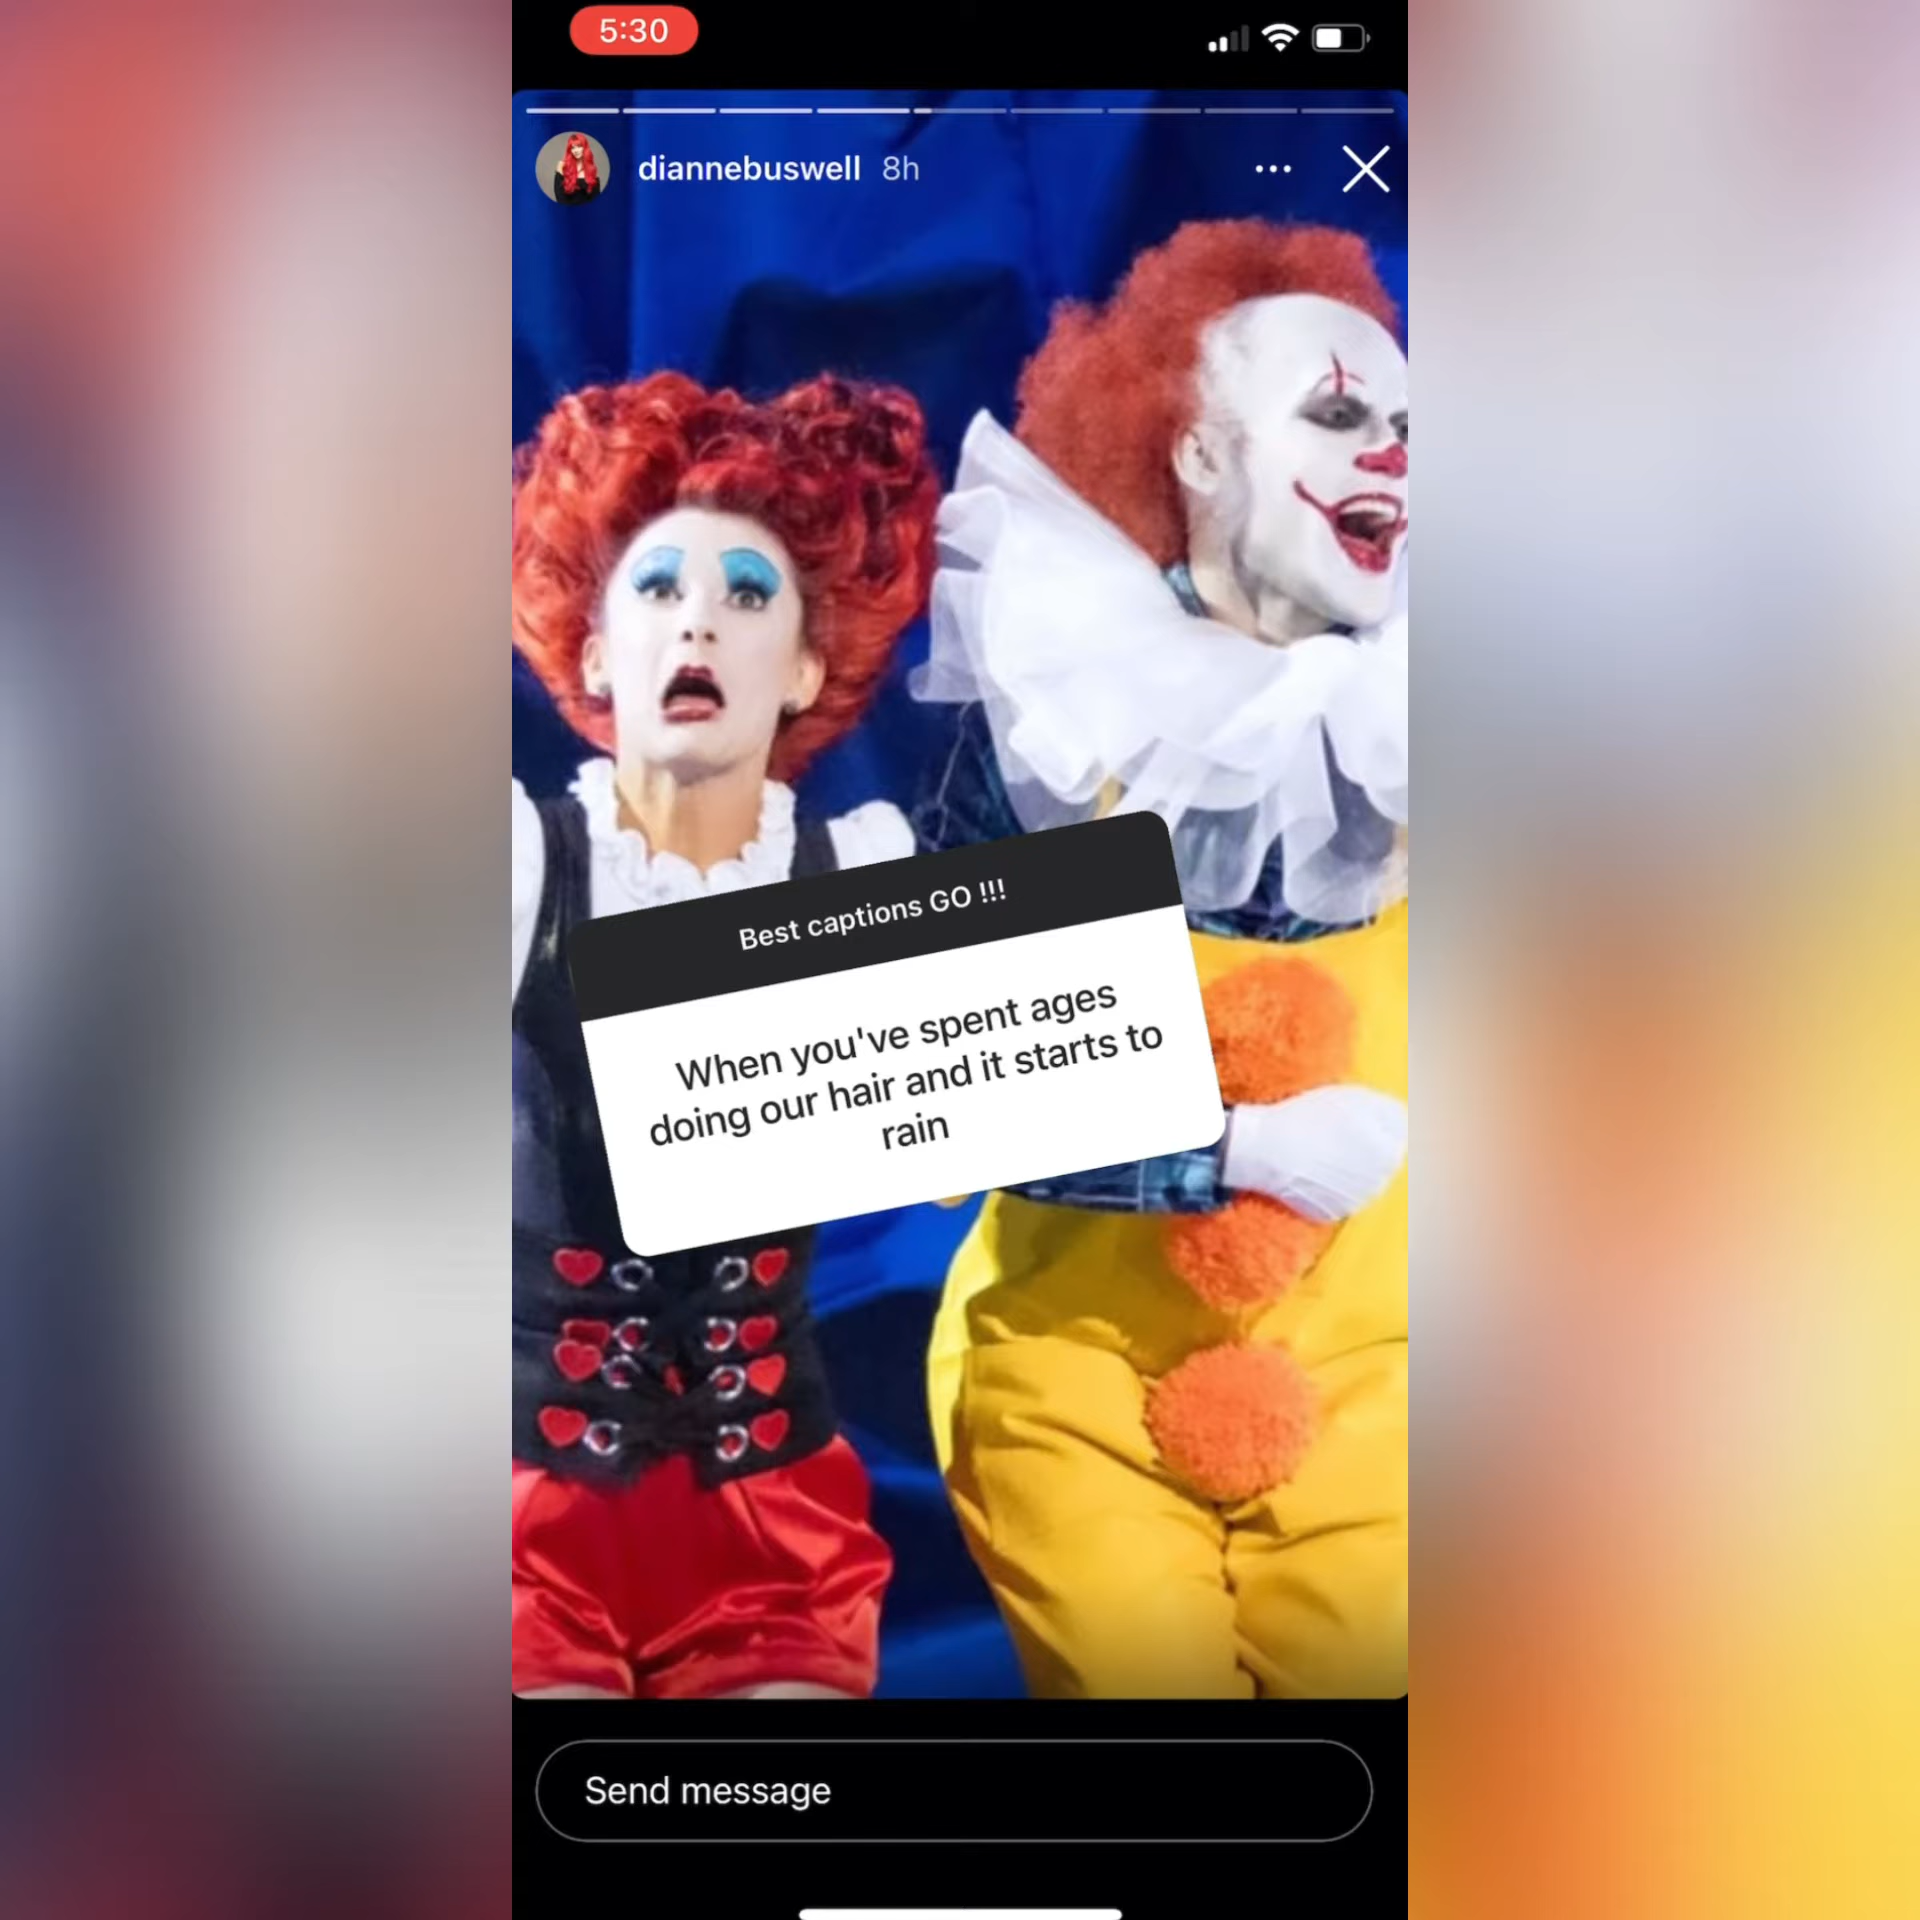 5:30
diannebuswell 8h
Best captions GO !!!
When you've spent ages
doing our hair and it starts to
rain
Send message